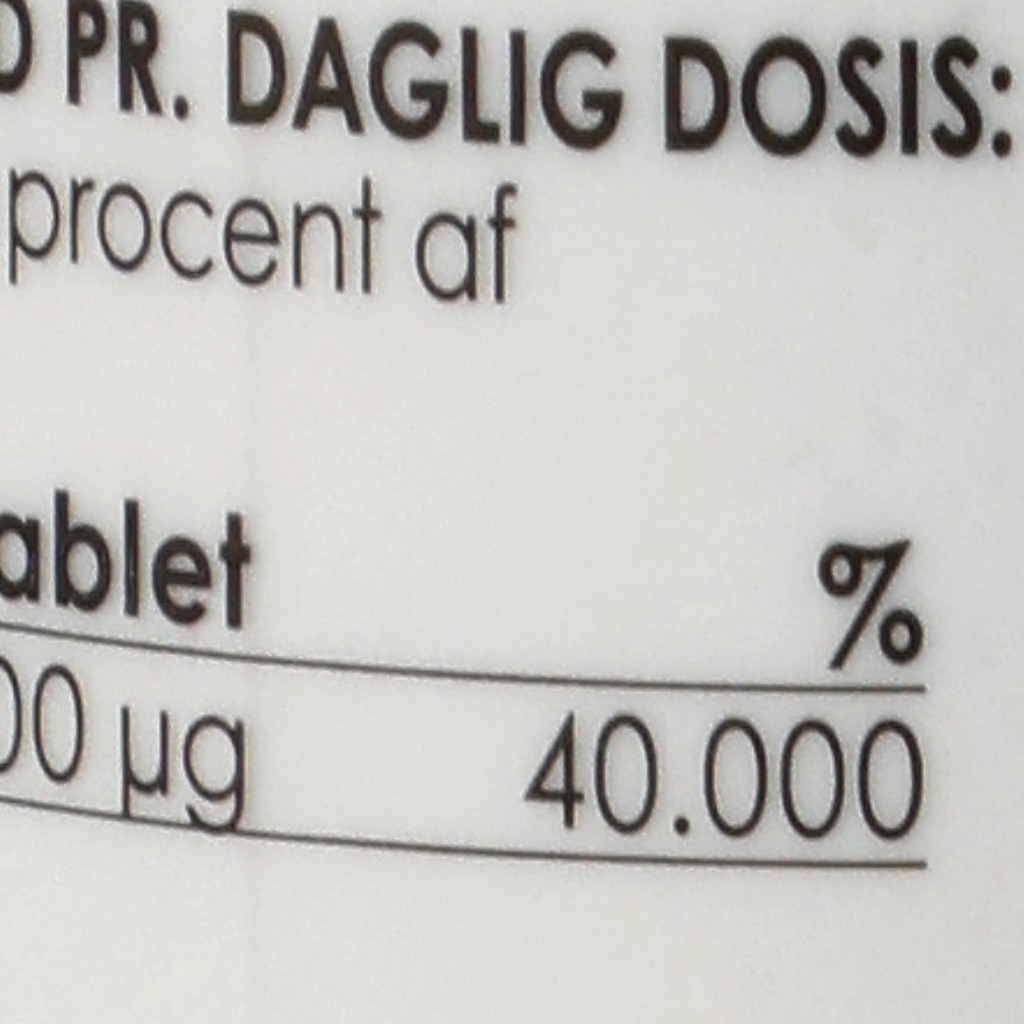 PR. DAGLIG DOSIS:
procent af
ablet %
00 µg 40.000